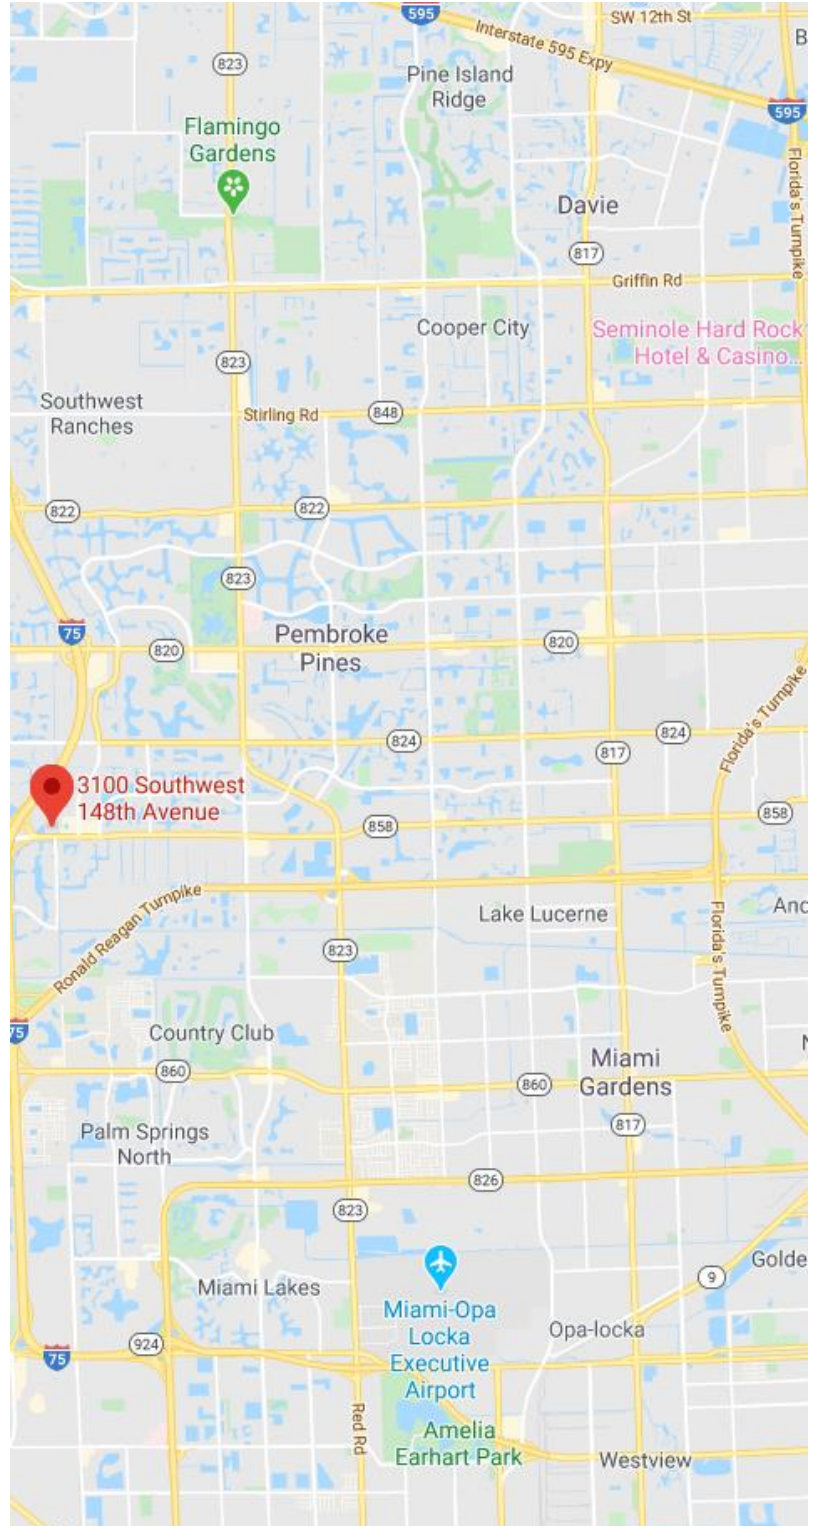 595
SW 12th St
Interstate 595 Expy
B
823
Pine Island
Ridge
595
Flamingo
Gardens
Florida's Turnpike
Davie
817
Griffin Rd
Cooper City
Seminole Hard Rock
Hotel & Casino...
823
Southwest
Ranches
Stirling Rd
848
822
822
823
75
Pembroke
Pines
820
820
Florida's Turnpike
824
824
817
3100 Southwest
148th Avenue
858
858
Ronald Reagan Turnpike
Lake Lucerne
Anc
Florida's Turnpike
823
75
Country Club
Miami
Gardens
860
860
817
Palm Springs
North
826
823
9
Golde
Miami Lakes
Miami-Opa
Locka
Executive
Airport
Opa-locka
924
75
Red Rd
Amelia
Earhart Park
Westview